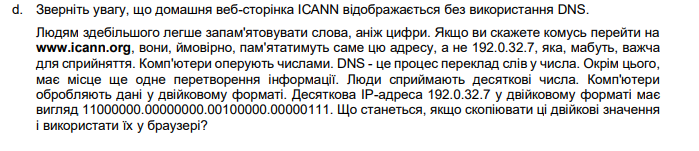 d. Зверніть увагу, що домашня веб-сторінка ICANN відображається без використання DNS.
Людям здебільшого легше запам'ятовувати слова, аніж цифри. Якщо ви скажете комусь перейти на
www.icann.org, вони, ймовірно, пам'ятатимуть саме цю адресу, а не 192.0.32.7, яка, мабуть, важча
для сприйняття. Комп'ютери оперують числами. DNS - це процес переклад слів у числа. Окрім цього,
має місце ще одне перетворення інформації. Люди сприймають десяткові числа. Комп'ютери
обробляють дані у двійковому форматі. Десяткова IP-адреса 192.0.32.7 у двійковому форматі має
вигляд 11000000.00000000.00100000.00000111. Що станеться, якщо скопіювати ці двійкові значення
і використати їх у браузері?